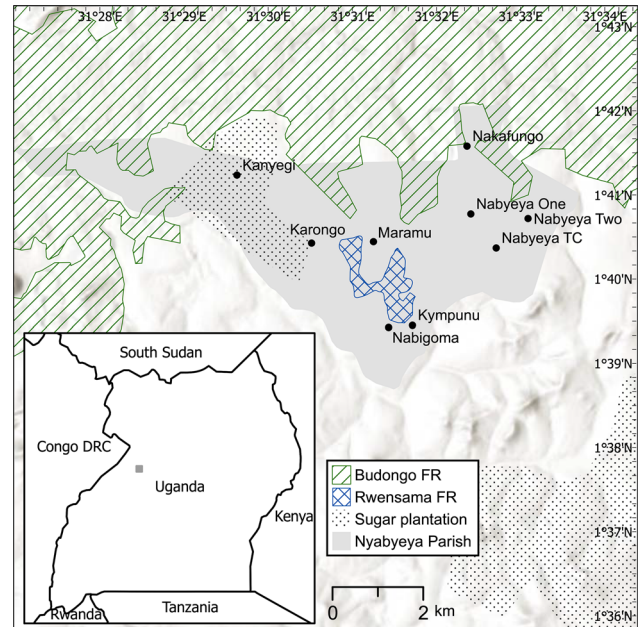 31°28'E 31°29'E 31°30'E 31°31'E 31°32'E 31°33'E 31°34'E
1°43'N
1°42'N
Nakafungo
Kanyegi
1°41'N
Nabyeya One
Nabyeya Two
Karongo
Maramu
Nabyeya TC
1°40'N
Kympunu
Nabigoma
1°39'N
South Sudan
Congo DRC
Uganda
Kenya
Rwanda
Tanzania
1°38'N
Budongo FR
Rwensama FR
Sugar plantation
Nyabyeya Parish
1°37'N
0 2 km
1°36'N